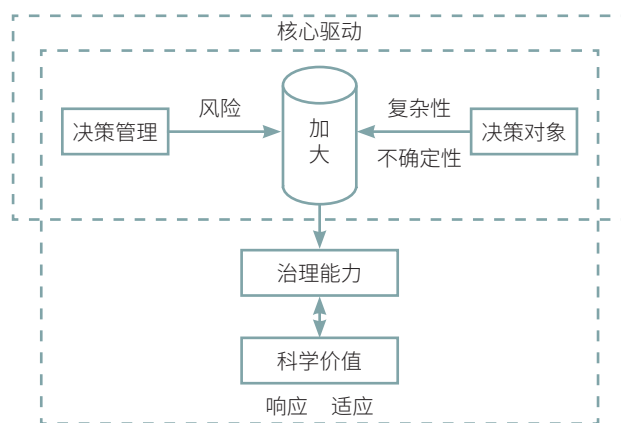 核心驱动
风险
复杂性
决策管理
加
大
决策对象
不确定性
治理能力
科学价值
响应 适应